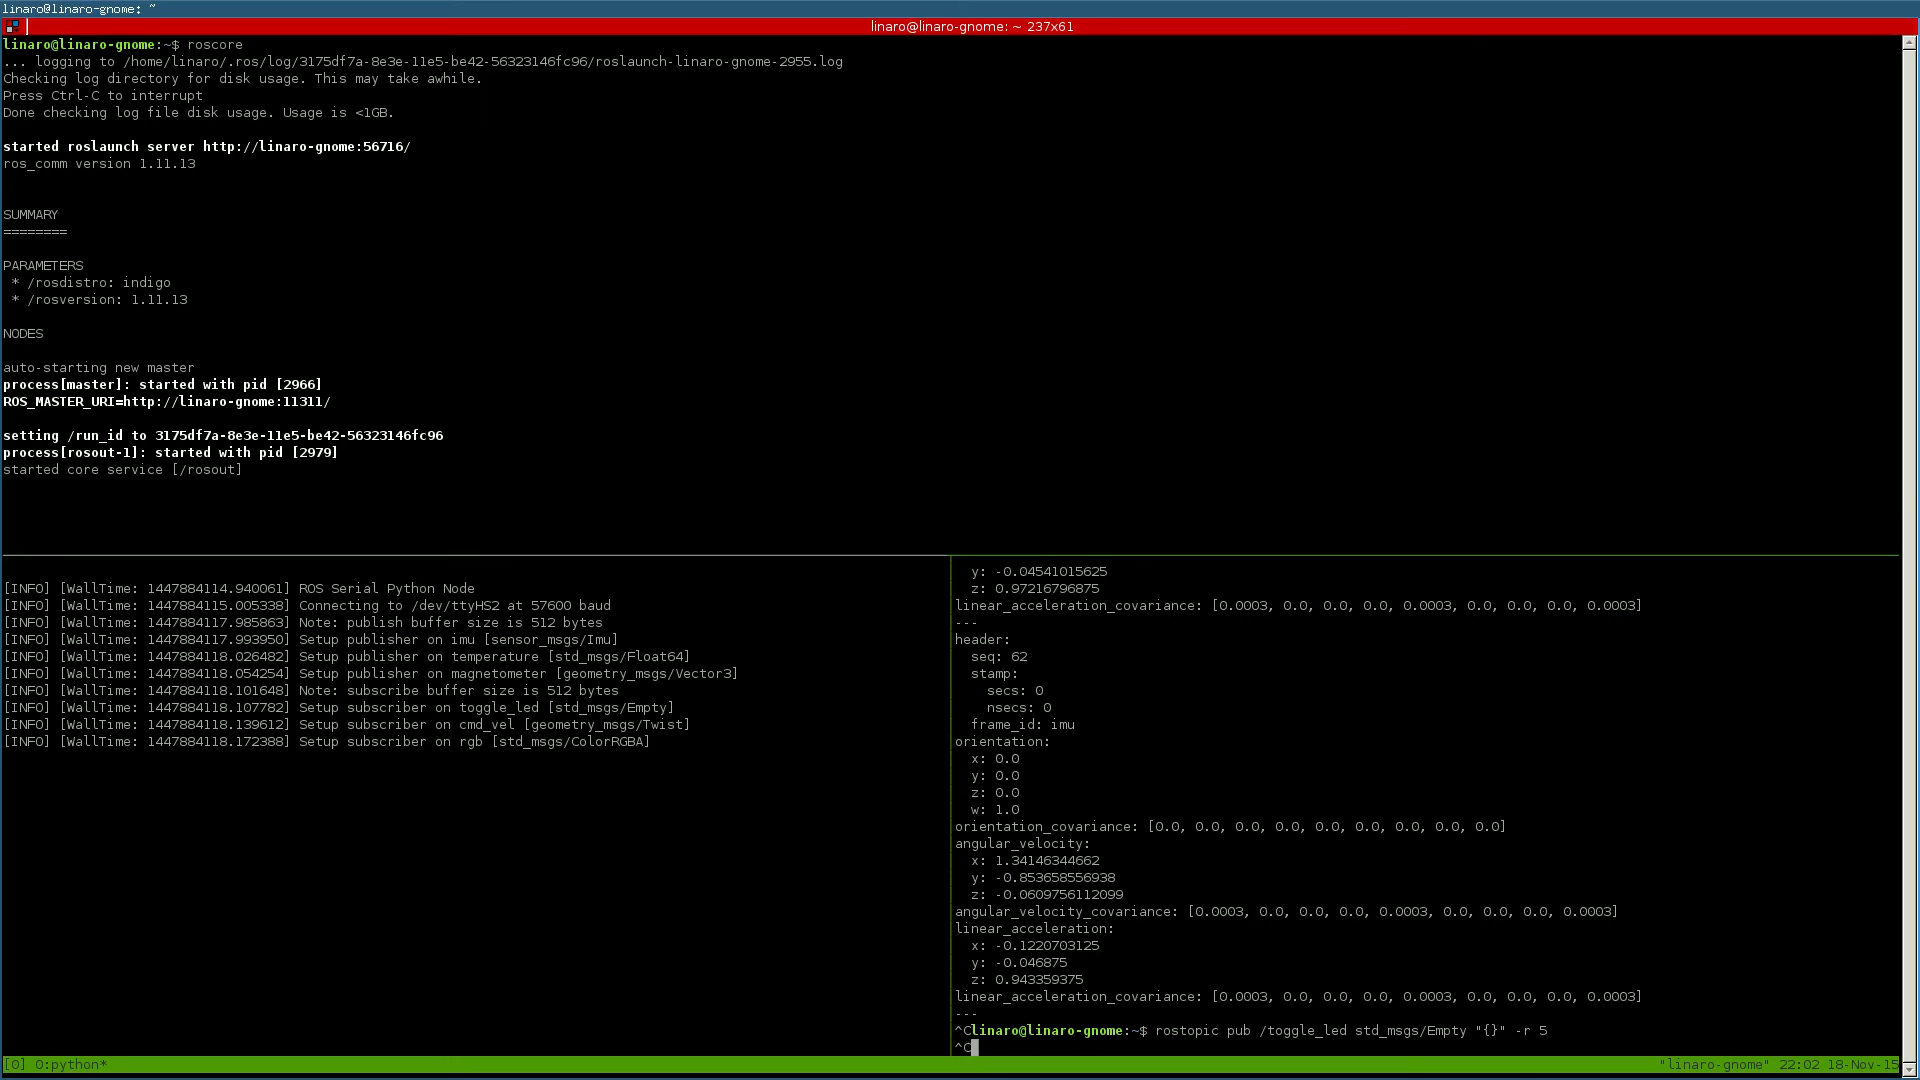 linaro@linaro-gnome: ~
linaro@linaro-gnome: ~ 237x61
linaro@linaro-gnome:~$ roscore
... logging to /home/linaro/.ros/log/3175df7a-8e3e-11e5-be42-56323146fc96/roslaunch-linaro-gnome-2955.log
Checking log directory for disk usage. This may take awhile.
Press Ctrl-C to interrupt
Done checking log file disk usage. Usage is <1GB.
started roslaunch server http://linaro-gnome:56716/
ros_comm version 1.11.13
SUMMARY
========
PARAMETERS
 * /rosdistro: indigo
 * /rosversion: 1.11.13
NODES
auto-starting new master
process[master]: started with pid [2966]
ROS_MASTER_URI=http://linaro-gnome:11311/
setting /run_id to 3175df7a-8e3e-11e5-be42-56323146fc96
process[rosout-1]: started with pid [2979]
started core service [/rosout]
[INFO] [WallTime: 1447884114.940061] ROS Serial Python Node
[INFO] [WallTime: 1447884115.005338] Connecting to /dev/ttyHS2 at 57600 baud
[INFO] [WallTime: 1447884117.985863] Note: publish buffer size is 512 bytes
[INFO] [WallTime: 1447884117.993950] Setup publisher on imu [sensor_msgs/Imu]
[INFO] [WallTime: 1447884118.026482] Setup publisher on temperature [std_msgs/Float64]
[INFO] [WallTime: 1447884118.054254] Setup publisher on magnetometer [geometry_msgs/Vector3]
[INFO] [WallTime: 1447884118.101648] Note: subscribe buffer size is 512 bytes
[INFO] [WallTime: 1447884118.107782] Setup subscriber on toggle_led [std_msgs/Empty]
[INFO] [WallTime: 1447884118.139612] Setup subscriber on cmd_vel [geometry_msgs/Twist]
[INFO] [WallTime: 1447884118.172388] Setup subscriber on rgb [std_msgs/ColorRGBA]
  y: -0.04541015625
  z: 0.97216796875
linear_acceleration_covariance: [0.0003, 0.0, 0.0, 0.0, 0.0003, 0.0, 0.0, 0.0, 0.0003]
---
header:
  seq: 62
  stamp:
    secs: 0
    nsecs: 0
  frame_id: imu
orientation:
  x: 0.0
  y: 0.0
  z: 0.0
  w: 1.0
orientation_covariance: [0.0, 0.0, 0.0, 0.0, 0.0, 0.0, 0.0, 0.0, 0.0]
angular_velocity:
  x: 1.34146344662
  y: -0.853658556938
  z: -0.0609756112099
angular_velocity_covariance: [0.0003, 0.0, 0.0, 0.0, 0.0003, 0.0, 0.0, 0.0, 0.0003]
linear_acceleration:
  x: -0.1220703125
  y: -0.046875
  z: 0.943359375
linear_acceleration_covariance: [0.0003, 0.0, 0.0, 0.0, 0.0003, 0.0, 0.0, 0.0, 0.0003]
---
^Clinaro@linaro-gnome:~$ rostopic pub /toggle_led std_msgs/Empty "{}" -r 5
^C
[0] 0:python*
"linaro-gnome" 22:02 18-Nov-15